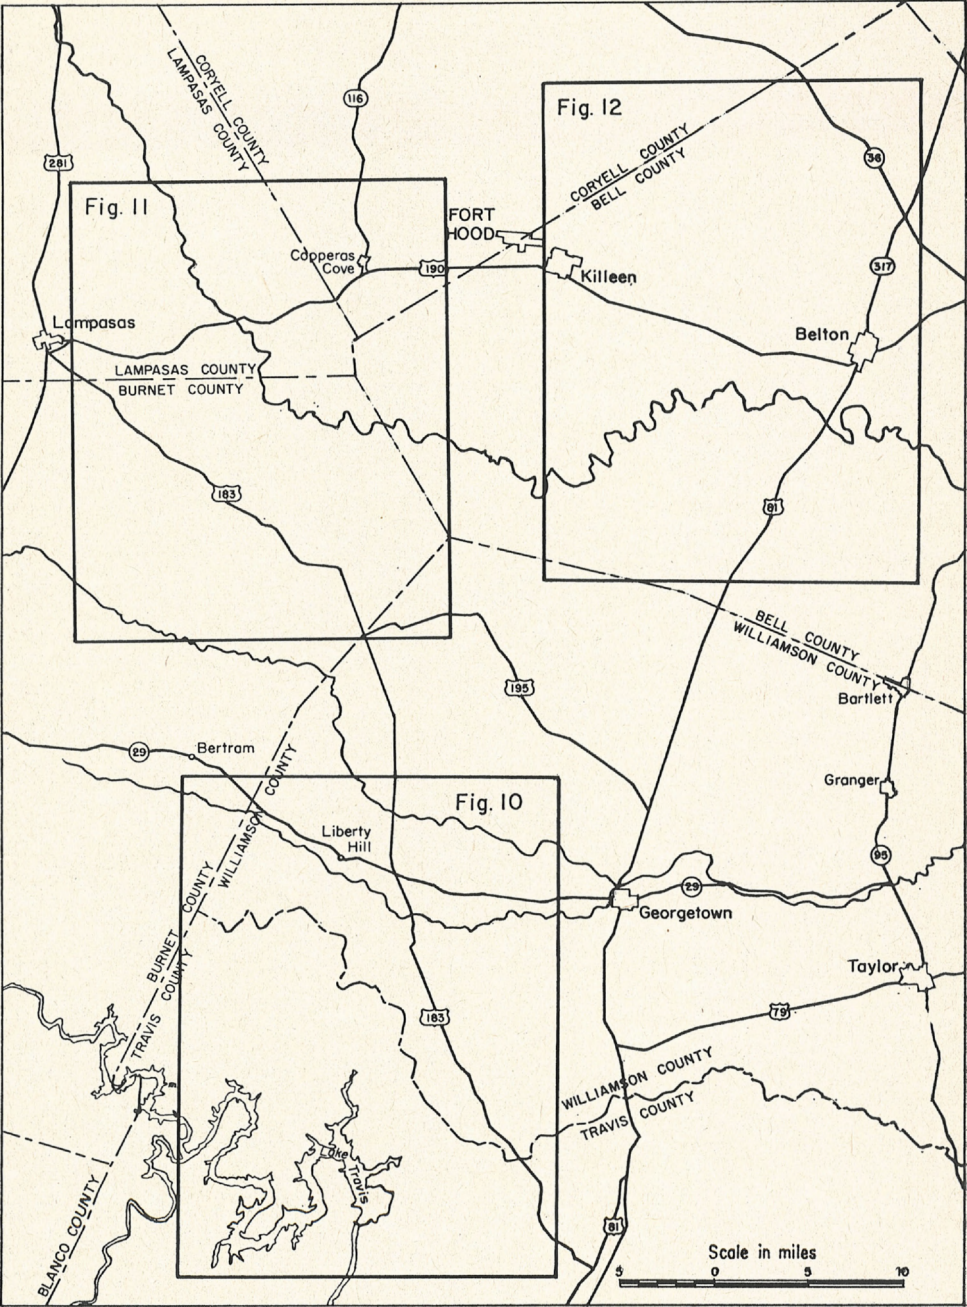 CORYELL COUNTY
LAMPASAS COUNTY
116
281
Fig. 12
36
CORYELL COUNTY
BELL COUNTY
Fig. 11
FORT
HOOD
Copperas
Cove
190
Killeen
317
Lampasas
Belton
LAMPASAS COUNTY
BURNET COUNTY
183
81
BELL COUNTY
WILLIAMSON COUNTY
195
Bartlett
29
Bertram
Granger
Fig. 10
Liberty
Hill
95
BURNET COUNTY
WILLIAMSON COUNTY
29
Georgetown
Taylor
TRAVIS COUNTY
183
79
WILLIAMSON COUNTY
TRAVIS COUNTY
Lake
Travis
BLANCO COUNTY
81
Scale in miles
5 0 5 10